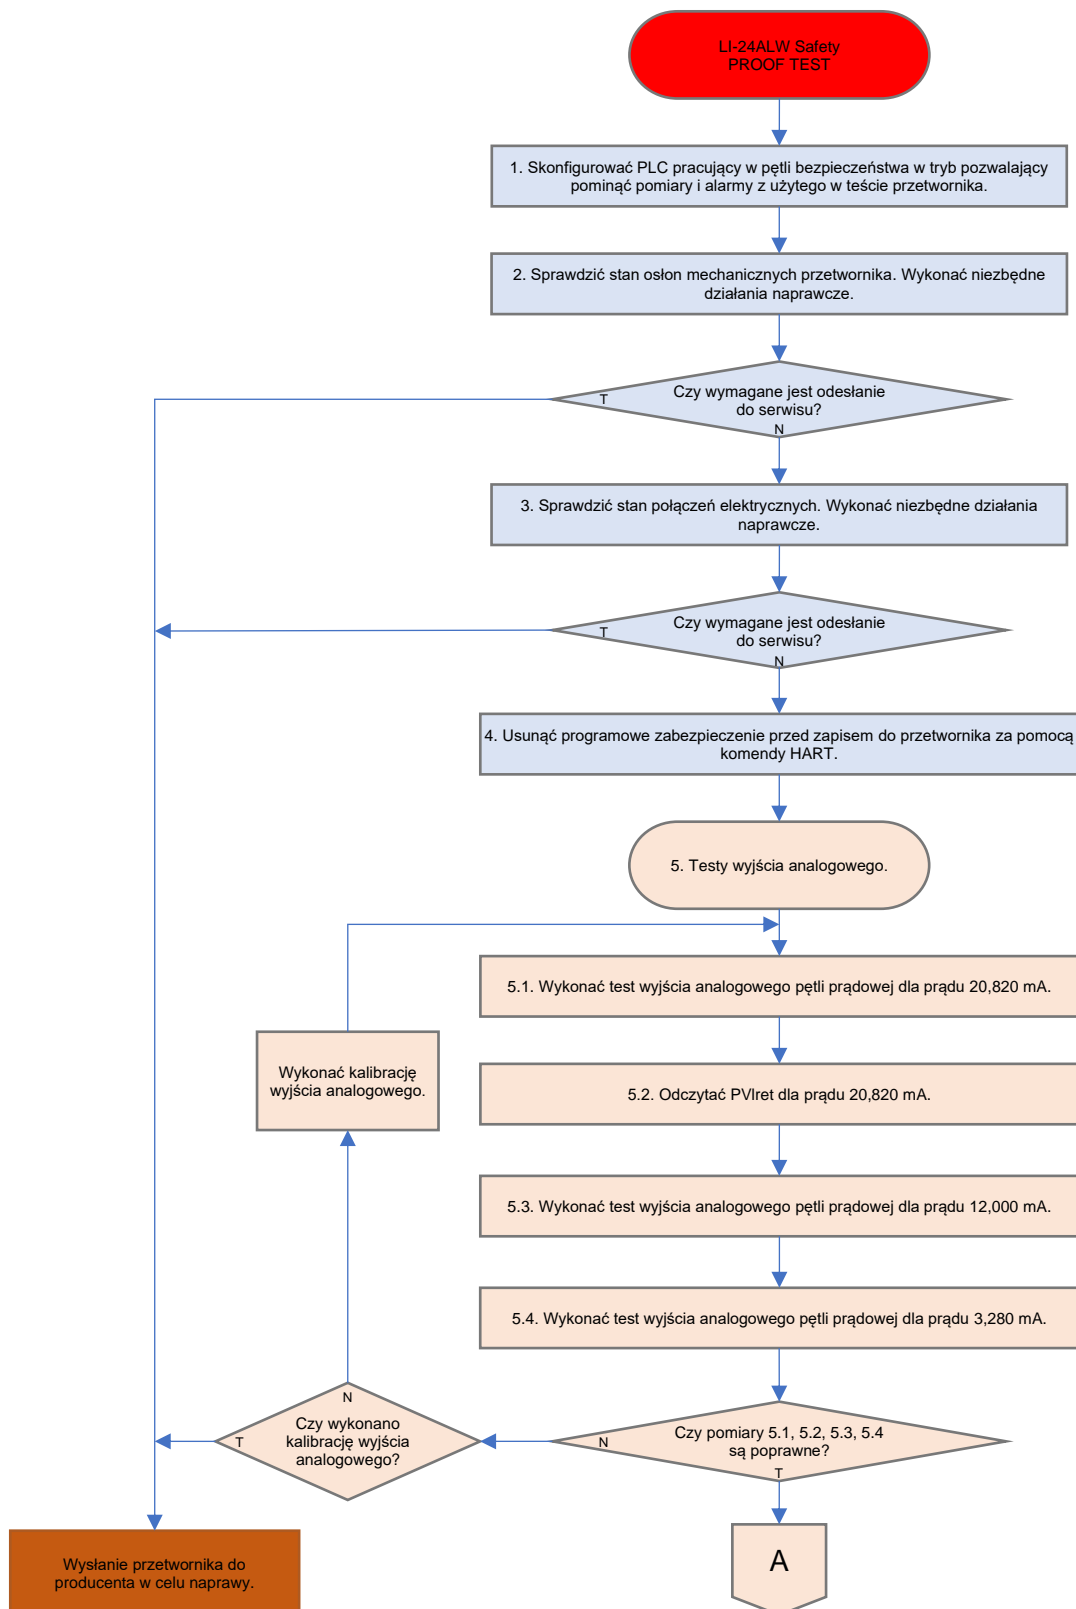 LI-24ALW Safety
PROOF TEST
1. Skonfigurować PLC pracujący w pętli bezpieczeństwa w tryb pozwalający
pominąć pomiary i alarmy z użytego w teście przetwornika.
2. Sprawdzić stan osłon mechanicznych przetwornika. Wykonać niezbędne
działania naprawcze.
Czy wymagane jest odesłanie
do serwisu?
T
N
3. Sprawdzić stan połączeń elektrycznych. Wykonać niezbędne działania
naprawcze.
Czy wymagane jest odesłanie
do serwisu?
T
N
4. Usunąć programowe zabezpieczenie przed zapisem do przetwornika za pomocą
komendy HART.
5. Testy wyjścia analogowego.
5.1. Wykonać test wyjścia analogowego pętli prądowej dla prądu 20,820 mA.
Wykonać kalibrację
wyjścia analogowego.
5.2. Odczytać PVIret dla prądu 20,820 mA.
5.3. Wykonać test wyjścia analogowego pętli prądowej dla prądu 12,000 mA.
5.4. Wykonać test wyjścia analogowego pętli prądowej dla prądu 3,280 mA.
N
Czy wykonano
kalibrację wyjścia
analogowego?
T
Czy pomiary 5.1, 5.2, 5.3, 5.4
są poprawne?
N
T
Wysłanie przetwornika do
producenta w celu naprawy.
A